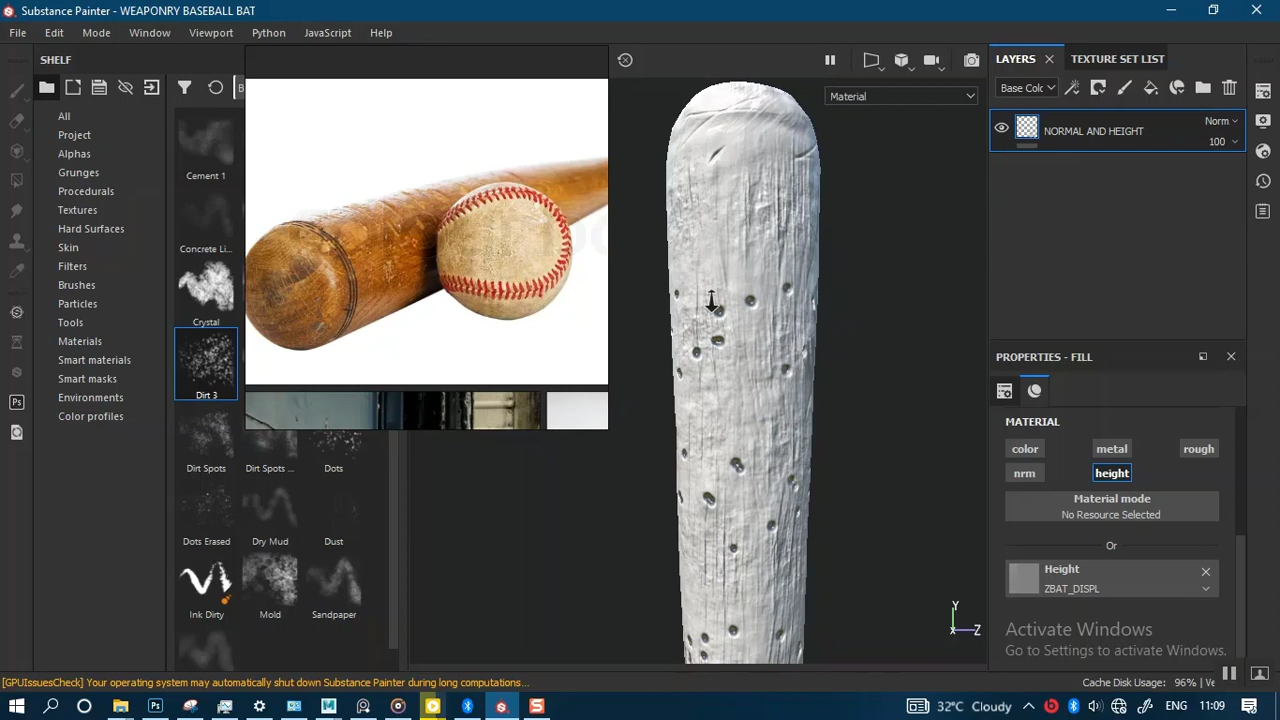 Substance Painter - WEAPONRY BASEBALL BAT
File Edit Mode Window Viewport Python JavaScript Help
SHELF
All
Project
Alphas
Grunges
Procedurals
Textures
Hard Surfaces
Skin
Filters
Brushes
Particles
Tools
Materials
Smart materials
Smart masks
Environments
Color profiles
B
Cement 1
Concrete Li...
Crystal
Dirt 3
Dirt Spots
Dirt Spots ...
Dots
Dots Erased
Dry Mud
Dust
Ink Dirty
Mold
Sandpaper
Material
Y
X
Z
LAYERS
TEXTURE SET LIST
Base Colc
NORMAL AND HEIGHT
Norm
100
PROPERTIES - FILL
MATERIAL
color metal rough
nrm height
Material mode
No Resource Selected
Or
Height
ZBAT_DISPL
Activate Windows
Go to Settings to activate Windows.
[GPUIssuesCheck] Your operating system may automatically shut down Substance Painter during long computations...
Cache Disk Usage: 96% | Ve
Ps
32°C Cloudy
ENG
11:09